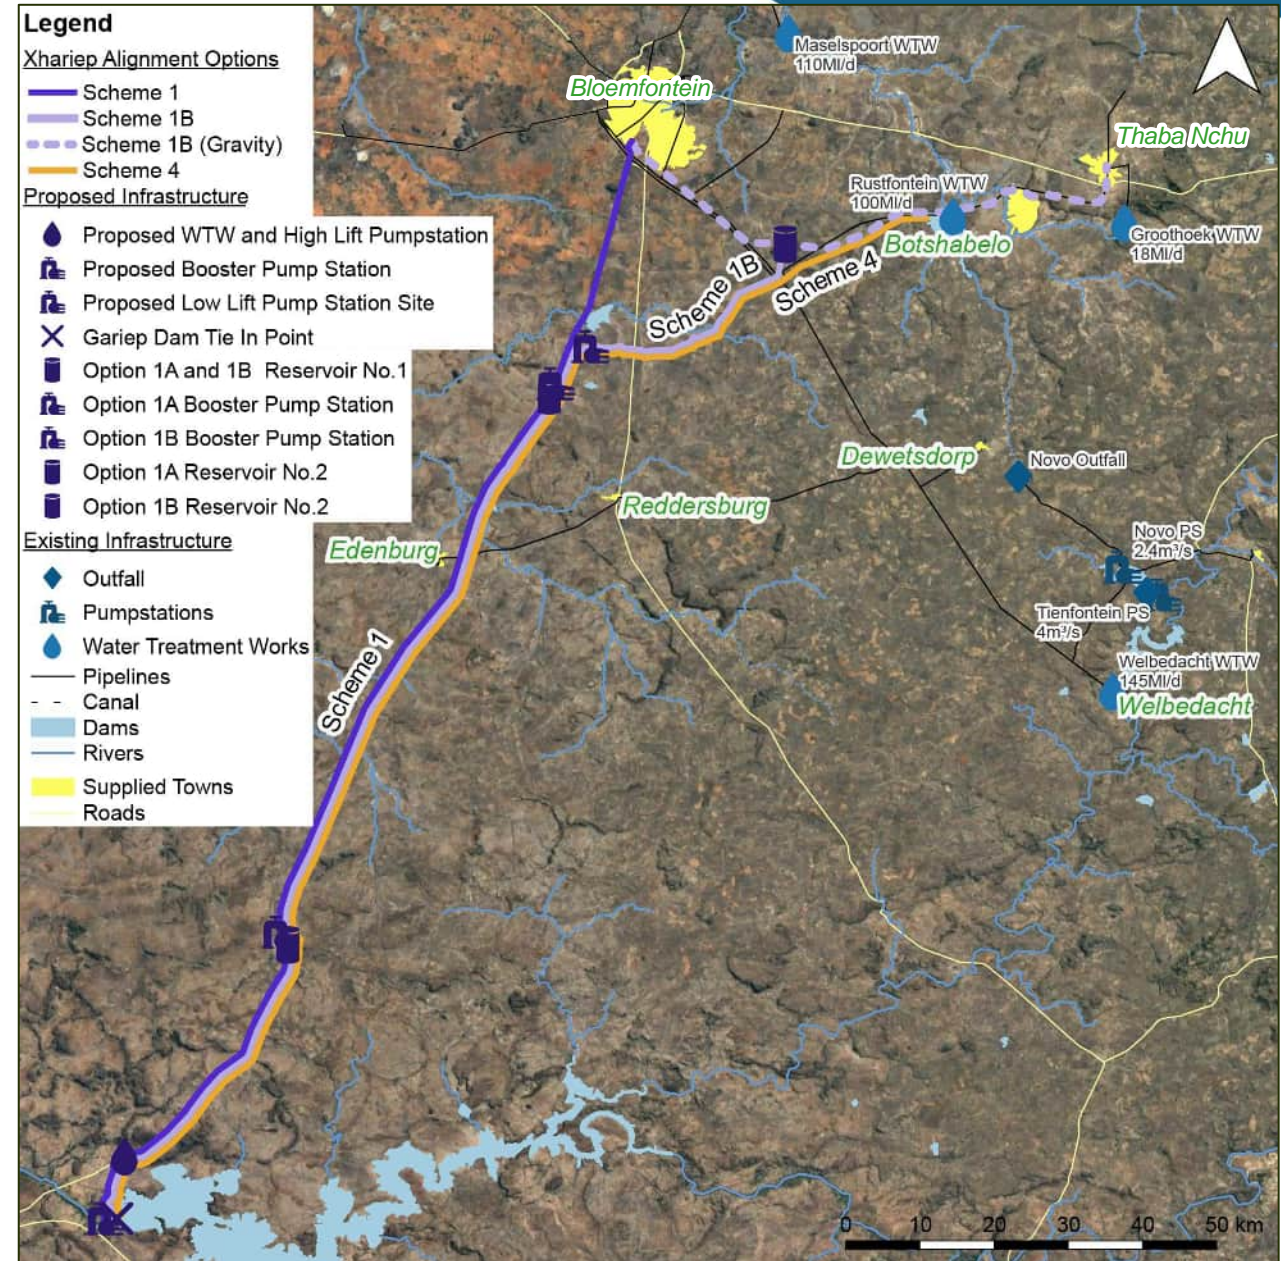 Legend
Xhariep Alignment Options
Scheme 1
Scheme 1B
Scheme 1B (Gravity)
Scheme 4
Proposed Infrastructure
Proposed WTW and High Lift Pumpstation
Proposed Booster Pump Station
Proposed Low Lift Pump Station Site
Gariep Dam Tie In Point
Option 1A and 1B Reservoir No.1
Option 1A Booster Pump Station
Option 1B Booster Pump Station
Option 1A Reservoir No.2
Option 1B Reservoir No.2
Existing Infrastructure
Outfall
Pumpstations
Water Treatment Works
Pipelines
Canal
Dams
Rivers
Supplied Towns
Roads
Maselspoort WTW
110Ml/d
Bloemfontein
Thaba Nchu
Rustfontein WTW
100Ml/d
Botshabelo
Groothoek WTW
18Ml/d
Scheme 1B
Scheme 4
Dewetsdorp
Novo Outfall
Reddersburg
Edenburg
Novo PS
2.4m³/s
Tienfontein PS
4m³/s
Welbedacht WTW
145Ml/d
Welbedacht
Scheme 1
0 10 20 30 40 50 km